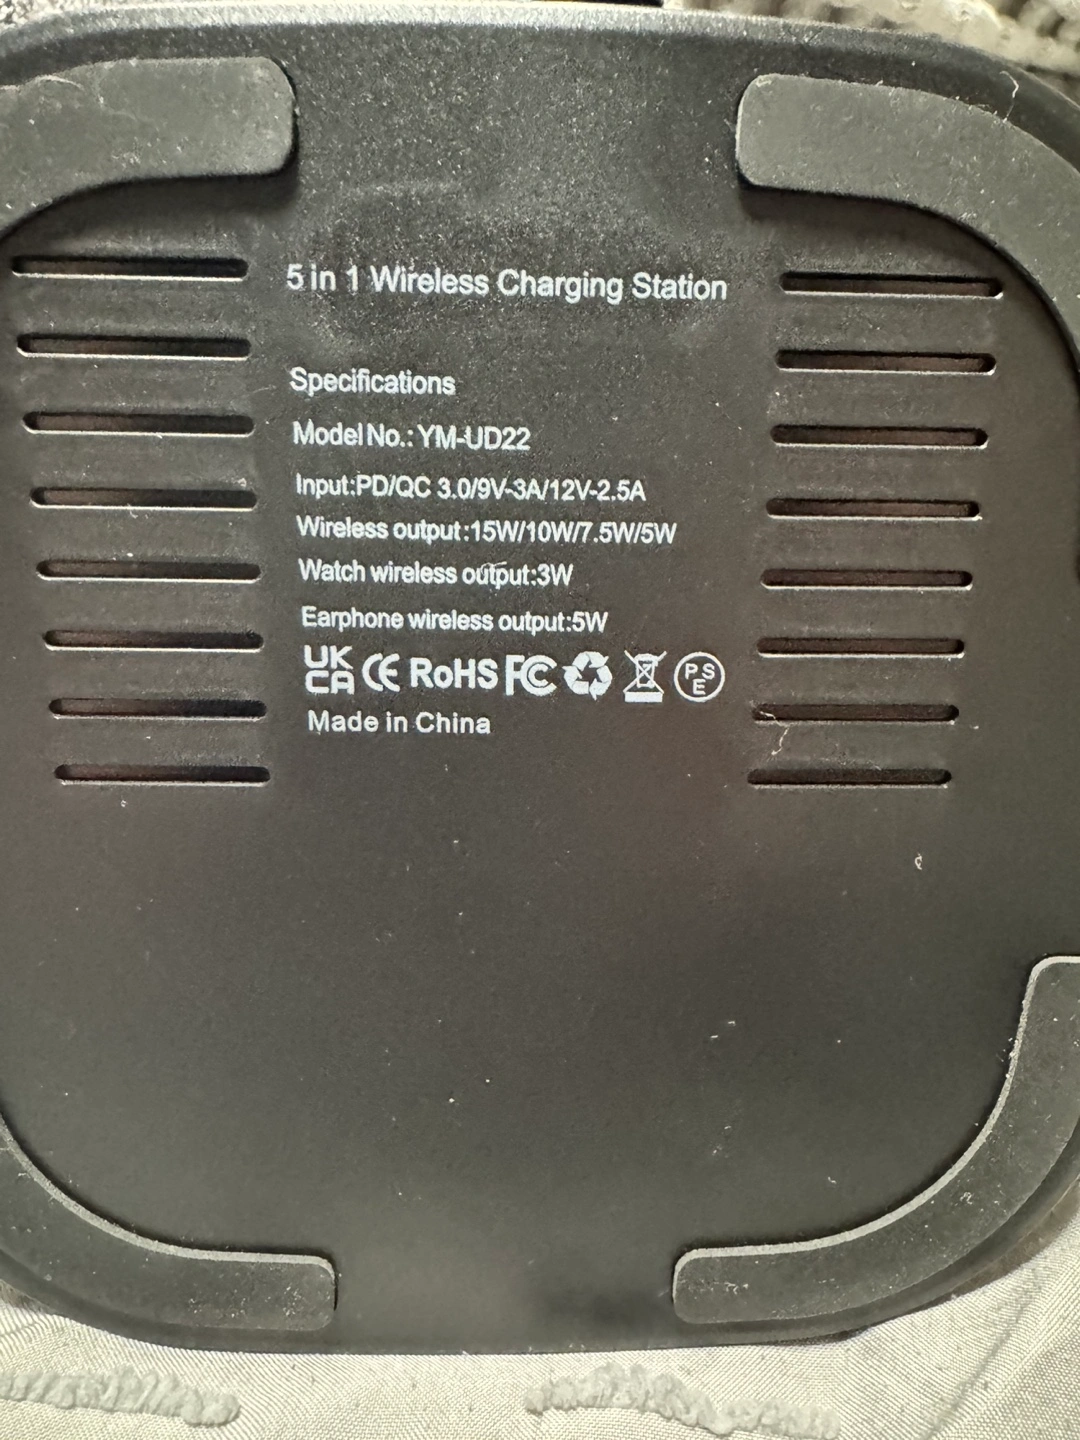 5 in 1 Wireless Charging Station
Specifications
Model No.: YM-UD22
Input:PD/QC 3.0/9V-3A/12V-2.5A
Wireless output:15W/10W/7.5W/5W
Watch wireless output:3W
Earphone wireless output:5W
UK CA CE RoHS FC PSE
Made in China